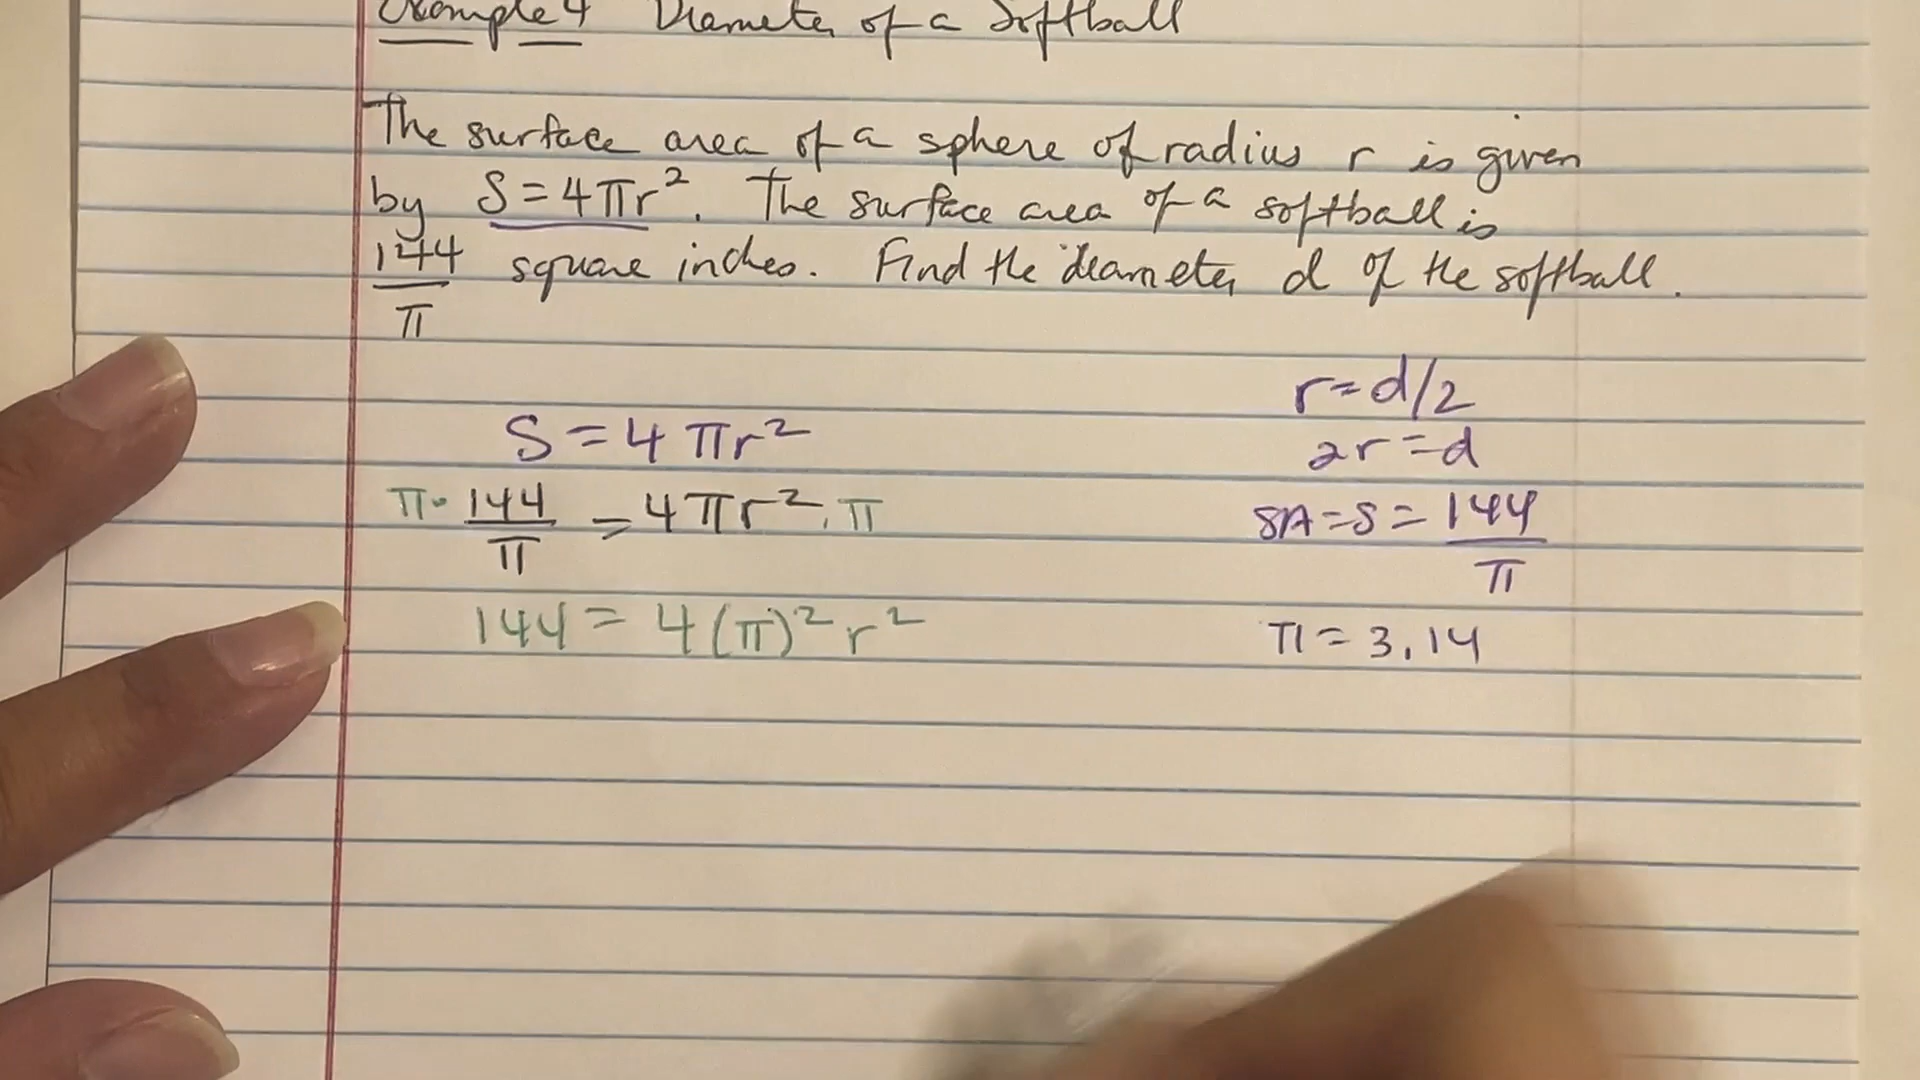 Example 4 Diameter of a Softball
The surface area of a sphere of radius r is given
by S = 4πr². The surface area of a softball is
144/π square inches. Find the diameter d of the softball.
r = d/2
S = 4πr²
2r = d
π · 144/π = 4πr² · π
SA = S = 144/π
144 = 4(π)²r²
π = 3.14